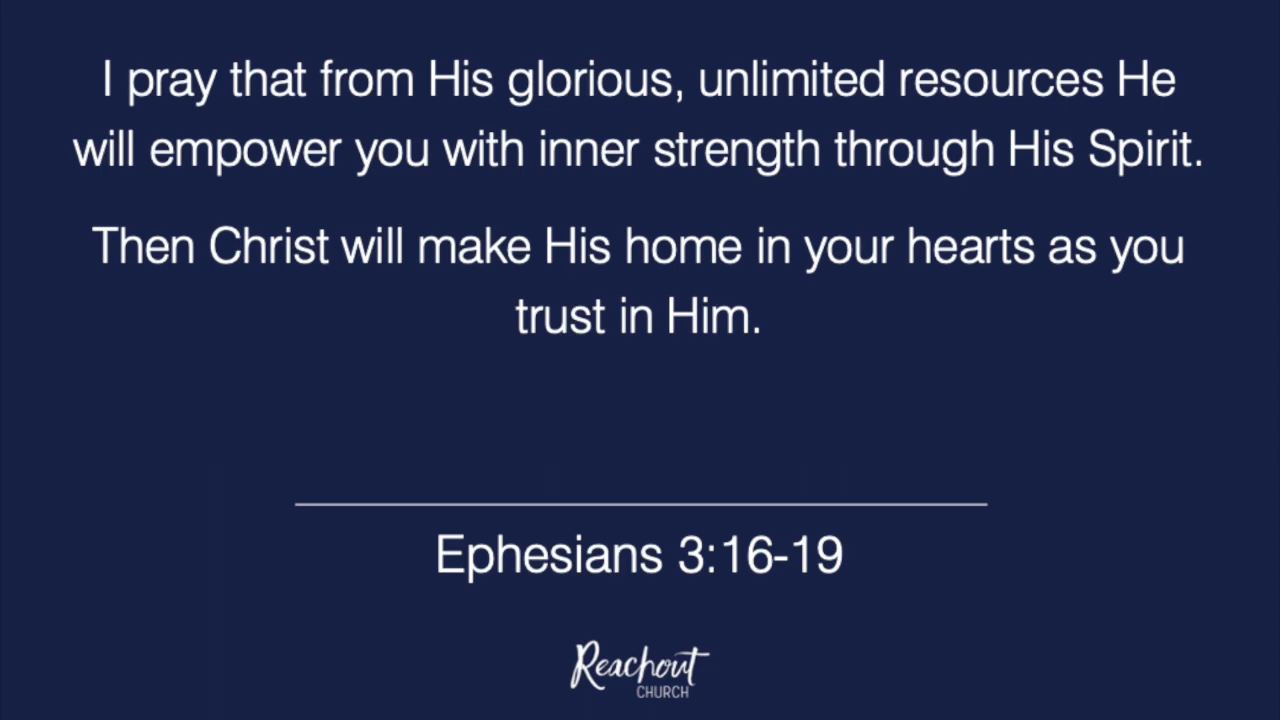 I pray that from His glorious, unlimited resources He
will empower you with inner strength through His Spirit.
Then Christ will make His home in your hearts as you
trust in Him.
Ephesians 3:16-19
Reachout
CHURCH